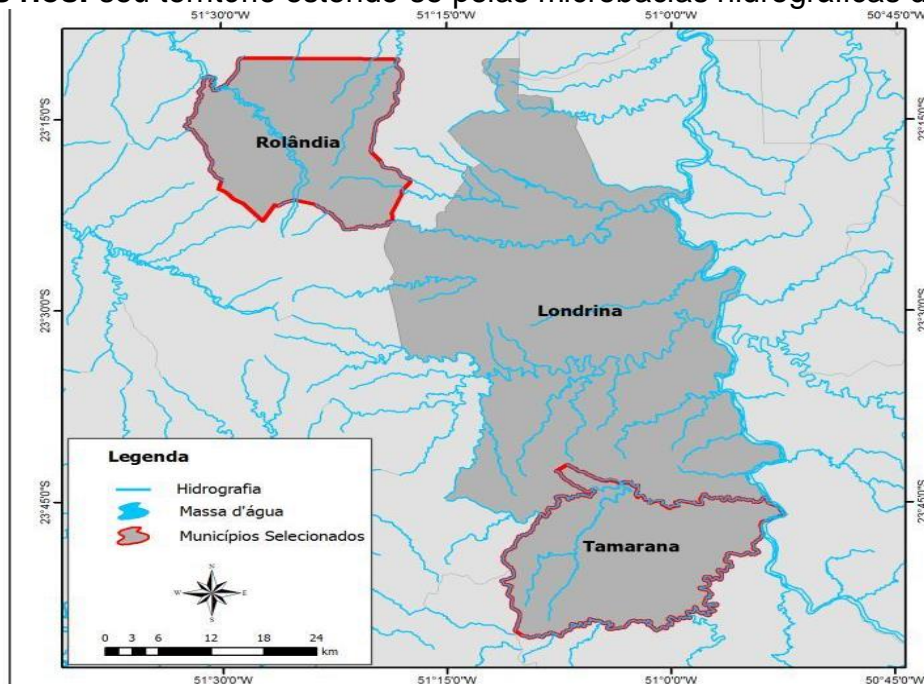 seu território estende-se pelas microbacias hidrográficas d
51°30'0"W 51°15'0"W 51°0'0"W 50°45'0"W
23°15'0"S 23°15'0"S
Rolândia
23°30'0"S Londrina 23°30'0"S
Legenda
Hidrografia
Massa d'água
Municípios Selecionados
23°45'0"S 23°45'0"S
Tamarana
N
W E
S
0 3 6 12 18 24
km
51°30'0"W 51°15'0"W 51°0'0"W 50°45'0"W